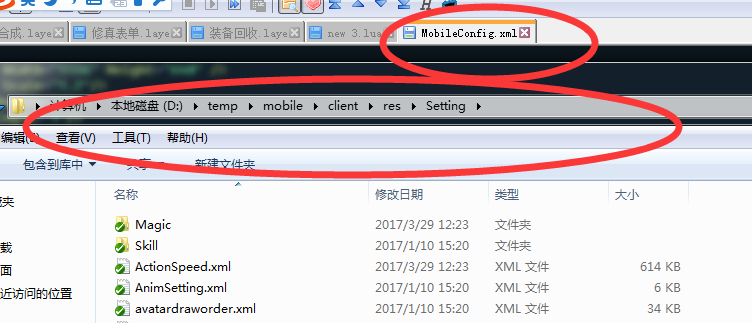 英
合成.laye 修真表单.laye 装备回收.laye new 3.lua MobileConfig.xml
计算机 本地磁盘 (D:) temp mobile client res Setting
编辑(E) 查看(V) 工具(T) 帮助(H)
包含到库中 共享 新建文件夹
名称 修改日期 类型 大小
藏夹 Magic 2017/3/29 12:23 文件夹
Skill 2017/1/10 15:20 文件夹
载 ActionSpeed.xml 2017/3/29 12:23 XML 文件 614 KB
面 AnimSetting.xml 2017/1/10 15:20 XML 文件 6 KB
近访问的位置 avatardraworder.xml 2017/1/10 15:20 XML 文件 34 KB